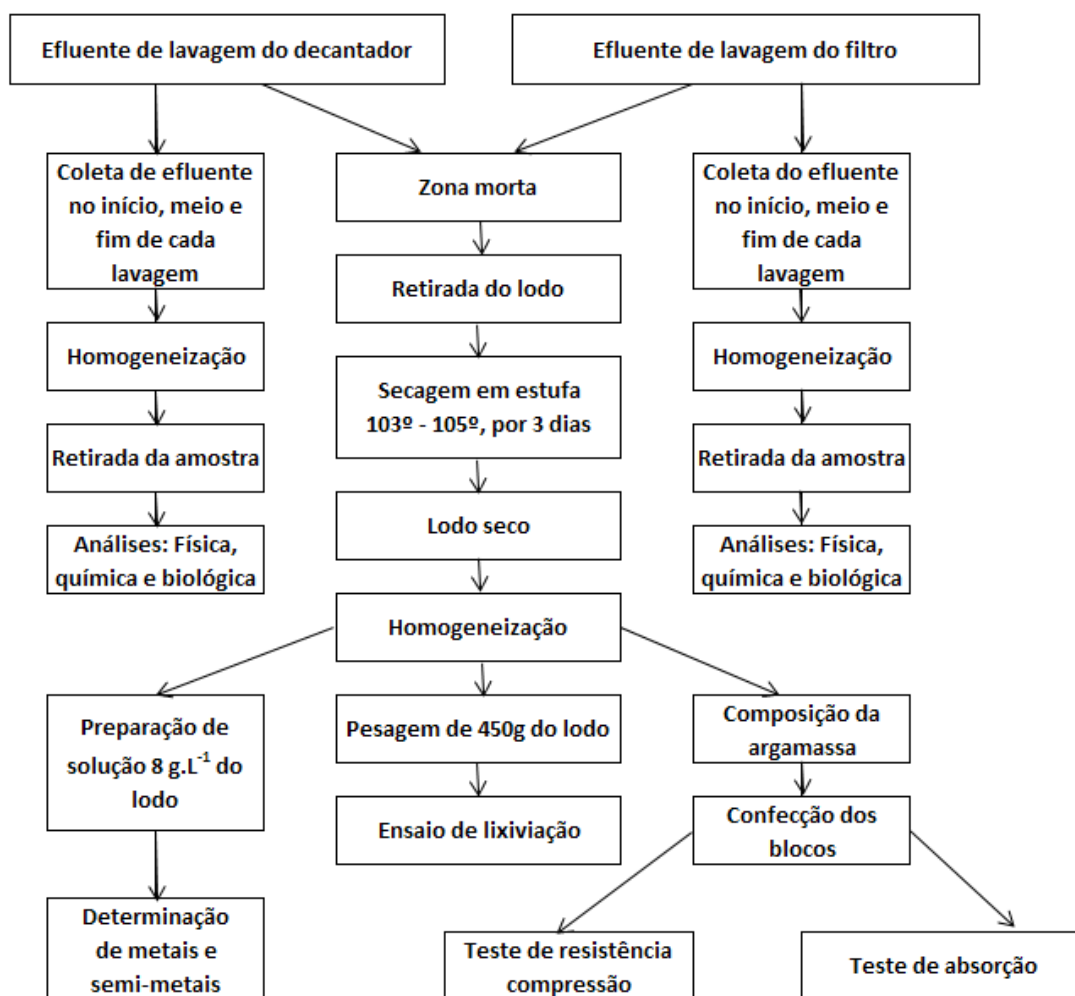 Efluente de lavagem do decantador
Efluente de lavagem do filtro
Coleta de efluente
no início, meio e
fim de cada
lavagem
Zona morta
Coleta do efluente
no início, meio e
fim de cada
lavagem
Retirada do lodo
Homogeneização
Homogeneização
Secagem em estufa
103º - 105º, por 3 dias
Retirada da amostra
Retirada da amostra
Lodo seco
Análises: Física,
química e biológica
Análises: Física,
química e biológica
Homogeneização
Preparação de
solução 8 g.L⁻¹ do
lodo
Pesagem de 450g do lodo
Composição da
argamassa
Ensaio de lixiviação
Confecção dos
blocos
Determinação
de metais e
semi-metais
Teste de resistência
compressão
Teste de absorção